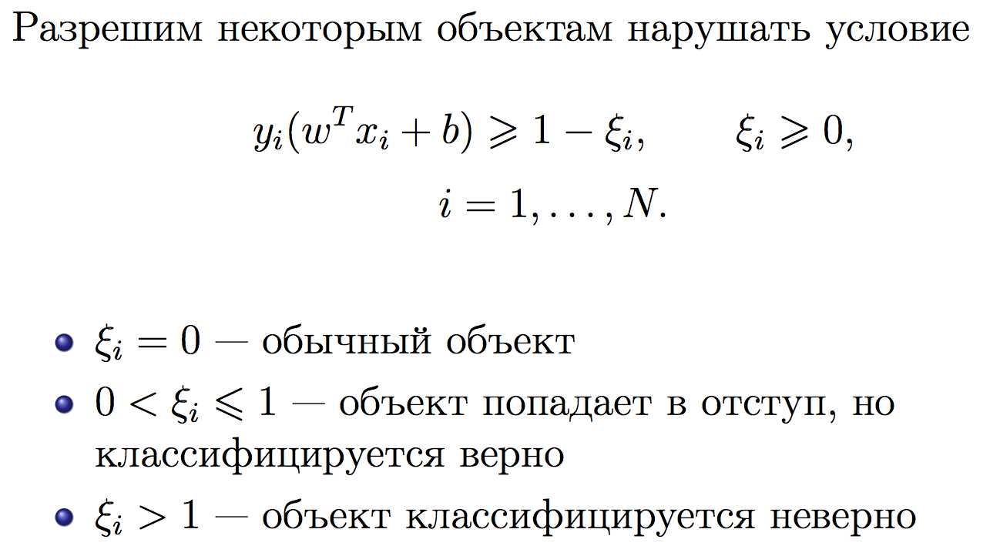 Разрешим некоторым объектам нарушать условие
$y_i(w^T x_i + b) \geqslant 1 - \xi_i, \qquad \xi_i \geqslant 0,$
$i = 1, \dots, N.$
$\xi_i = 0$ — обычный объект
$0 < \xi_i \leqslant 1$ — объект попадает в отступ, но
классифицируется верно
$\xi_i > 1$ — объект классифицируется неверно